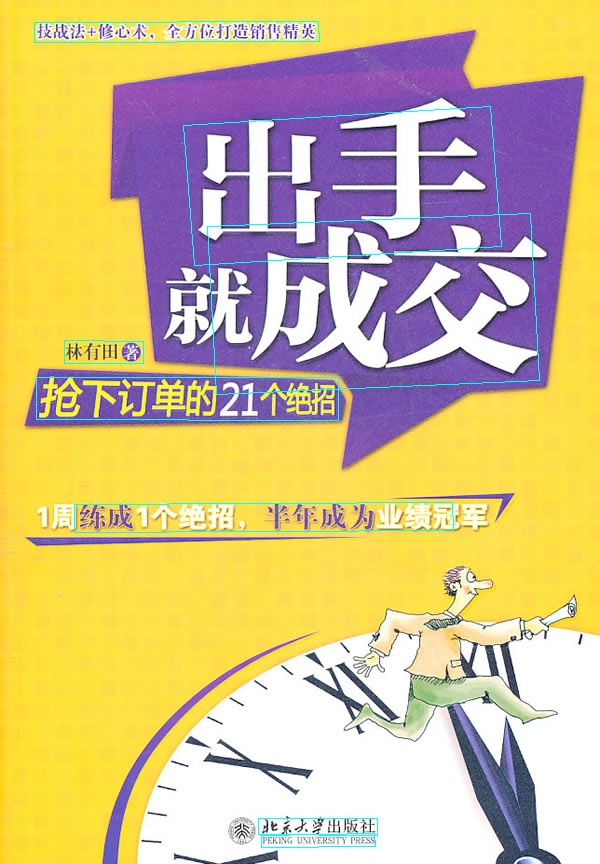 技战法+修心术，全方位打造销售精英
出手
就成交
林有田 著
抢下订单的21个绝招
1周练成1个绝招，半年成为业绩冠军
北京大学出版社
PEKING UNIVERSITY PRESS